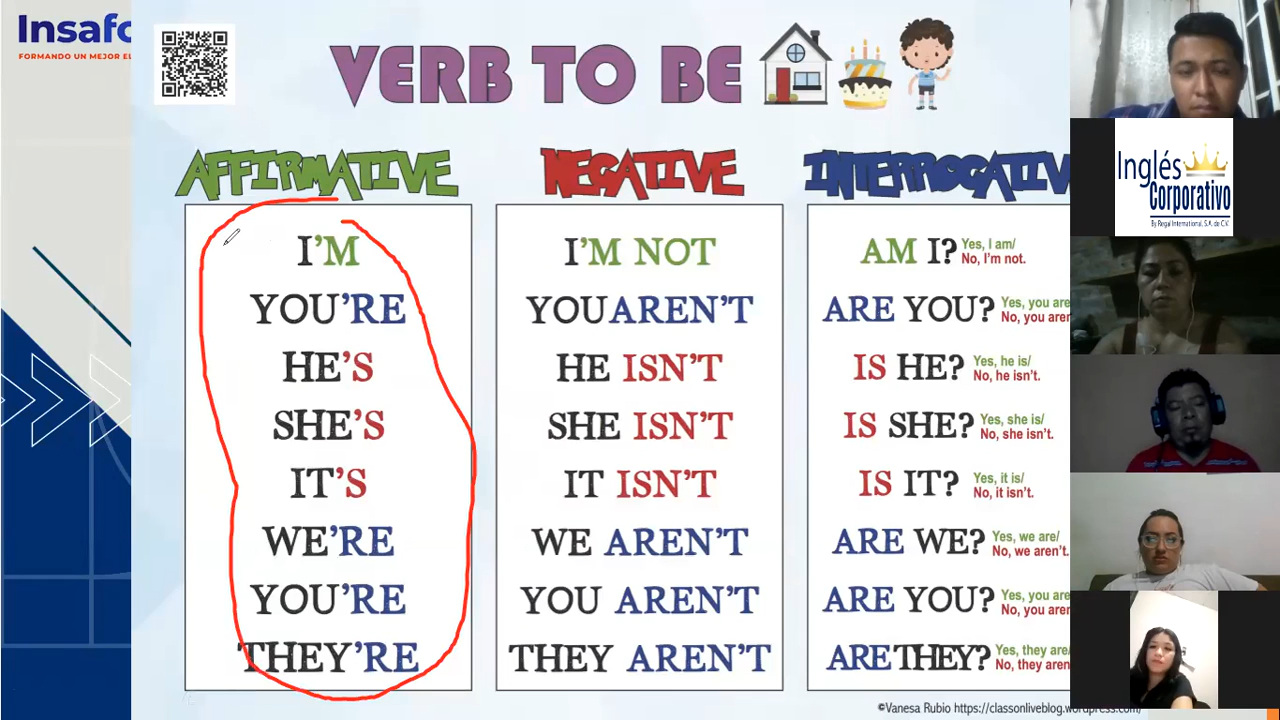 Insafo
FORMANDO UN MEJOR EL
VERB TO BE
AFFIRMATIVE
I'M
YOU'RE
HE'S
SHE'S
IT'S
WE'RE
YOU'RE
THEY'RE
NEGATIVE
I'M NOT
YOU AREN'T
HE ISN'T
SHE ISN'T
IT ISN'T
WE AREN'T
YOU AREN'T
THEY AREN'T
INTERROGATIV
AM I? Yes, I am/
No, I'm not.
ARE YOU? Yes, you are
No, you aren
IS HE? Yes, he is/
No, he isn't.
IS SHE? Yes, she is/
No, she isn't.
IS IT? Yes, it is/
No, it isn't.
ARE WE? Yes, we are/
No, we aren't.
ARE YOU? Yes, you are
No, you aren
ARE THEY? Yes, they are/
No, they aren
©Vanesa Rubio https://classonliveblog.wordpress.com/
Inglés
Corporativo
By Regal International, S.A. de C.V.